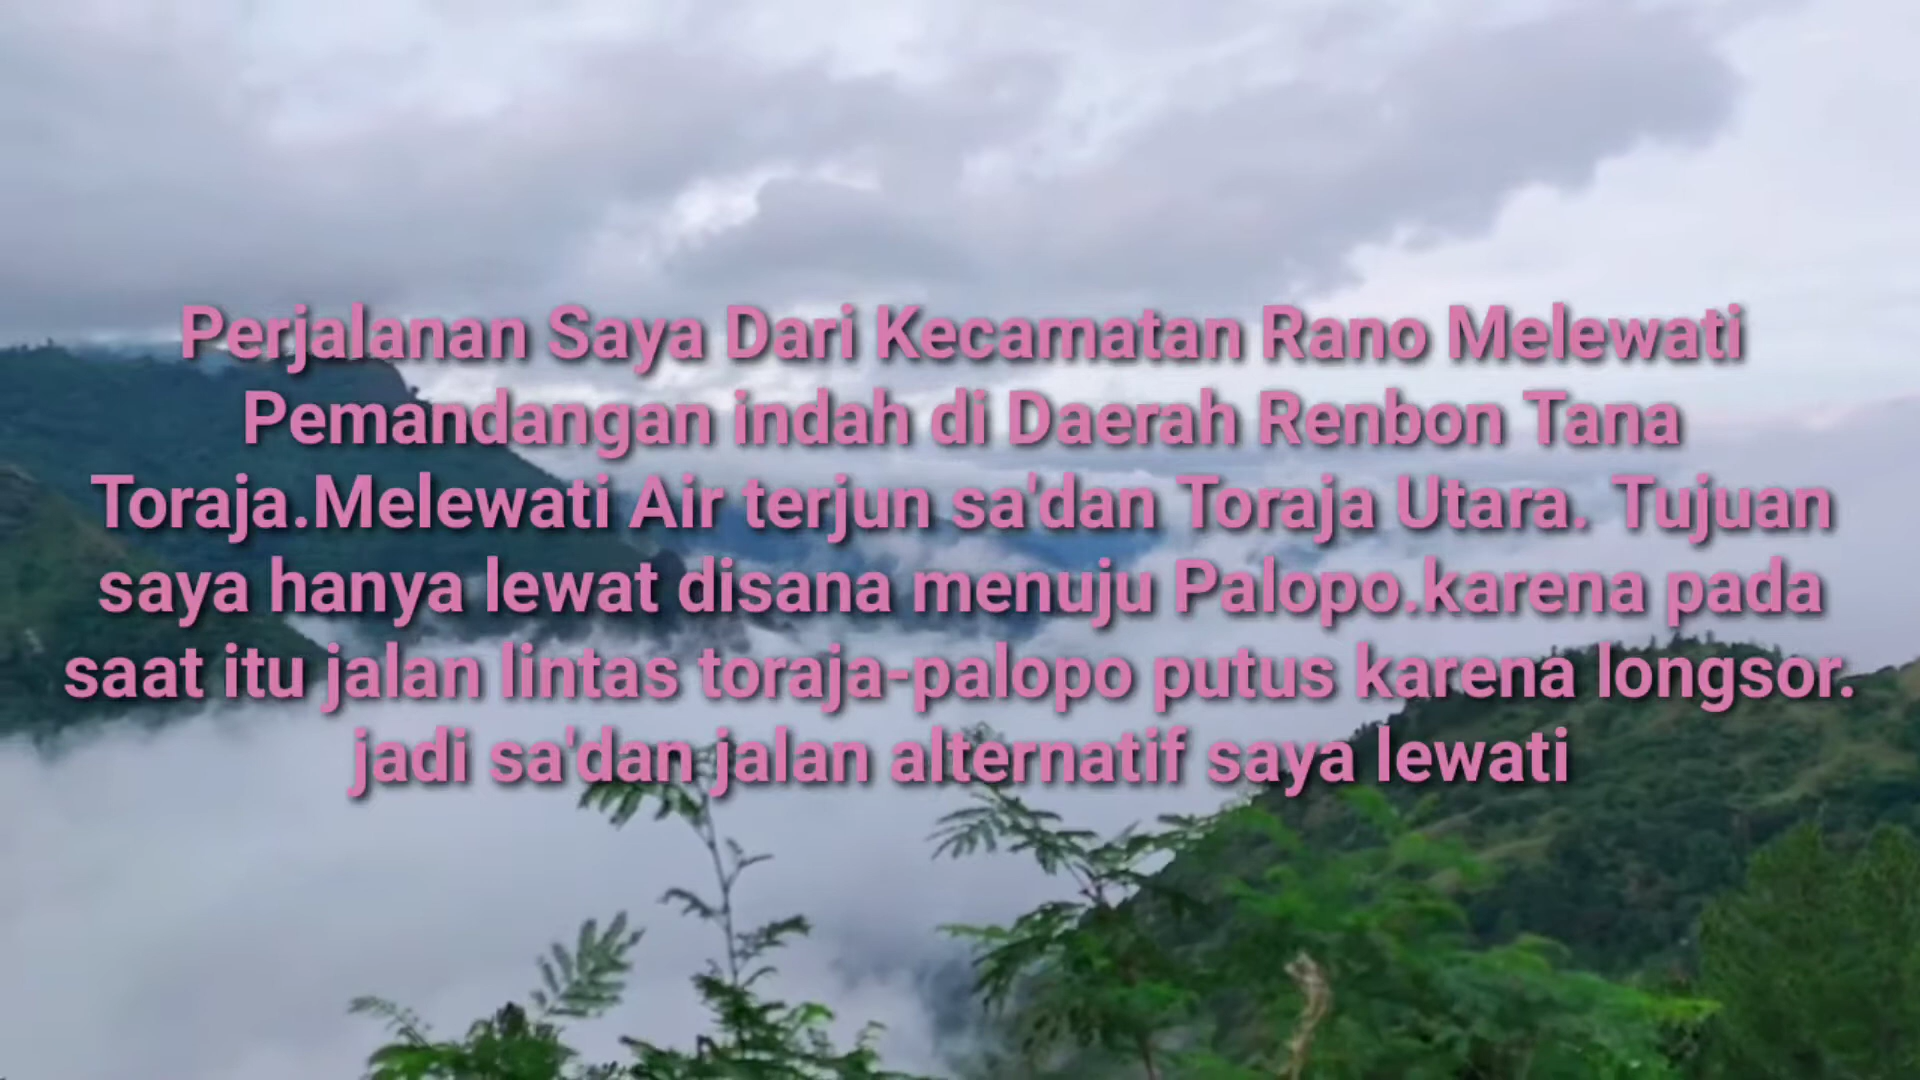 Perjalanan Saya Dari Kecamatan Rano Melewati
Pemandangan indah di Daerah Renbon Tana
Toraja.Melewati Air terjun sa'dan Toraja Utara. Tujuan
saya hanya lewat disana menuju Palopo.karena pada
saat itu jalan lintas toraja-palopo putus karena longsor.
jadi sa'dan jalan alternatif saya lewati